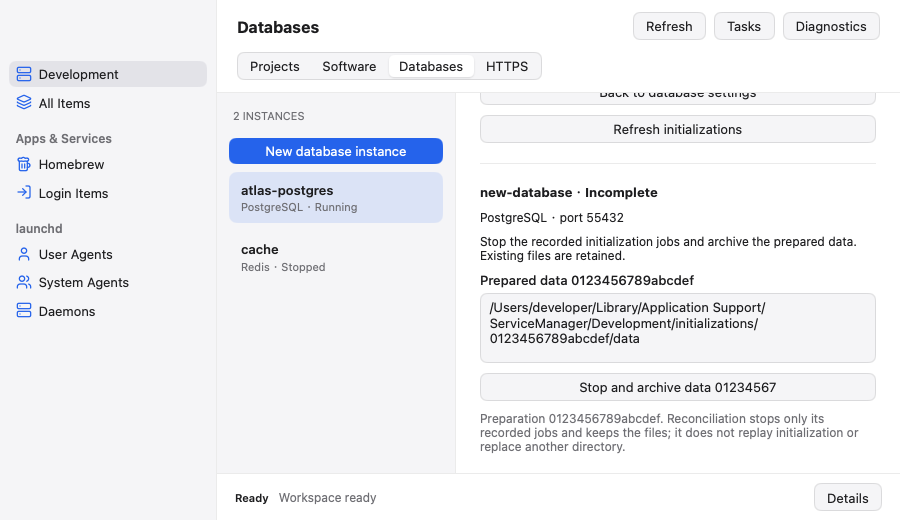 Databases
Refresh
Tasks
Diagnostics
Projects
Software
Databases
HTTPS
Development
All Items
Apps & Services
Homebrew
Login Items
launchd
User Agents
System Agents
Daemons
2 INSTANCES
New database instance
atlas-postgres
PostgreSQL · Running
cache
Redis · Stopped
Back to database settings
Refresh initializations
new-database · Incomplete
PostgreSQL · port 55432
Stop the recorded initialization jobs and archive the prepared data.
Existing files are retained.
Prepared data 0123456789abcdef
/Users/developer/Library/Application Support/
ServiceManager/Development/initializations/
0123456789abcdef/data
Stop and archive data 01234567
Preparation 0123456789abcdef. Reconciliation stops only its
recorded jobs and keeps the files; it does not replay initialization or
replace another directory.
Ready
Workspace ready
Details